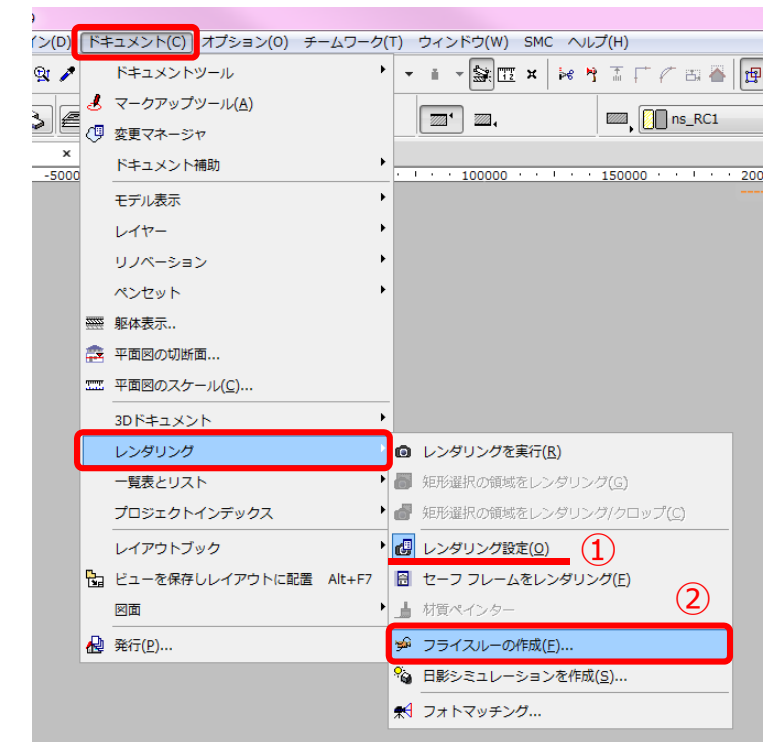 9
イン(D) ドキュメント(C) オプション(O) チームワーク(T) ウィンドウ(W) SMC ヘルプ(H)
ドキュメントツール
マークアップツール(A)
変更マネージャ
ns_RC1
ドキュメント補助
-5000 100000 150000 200
モデル表示
レイヤー
リノベーション
ペンセット
躯体表示..
平面図の切断面...
平面図のスケール(C)...
3Dドキュメント
レンダリング
レンダリングを実行(R)
一覧表とリスト
矩形選択の領域をレンダリング(G)
プロジェクトインデックス
矩形選択の領域をレンダリング/クロップ(C)
レイアウトブック
レンダリング設定(O) ①
ビューを保存しレイアウトに配置 Alt+F7
セーフ フレームをレンダリング(F)
図面
材質ペインター ②
発行(P)...
フライスルーの作成(F)...
日影シミュレーションを作成(S)...
フォトマッチング...